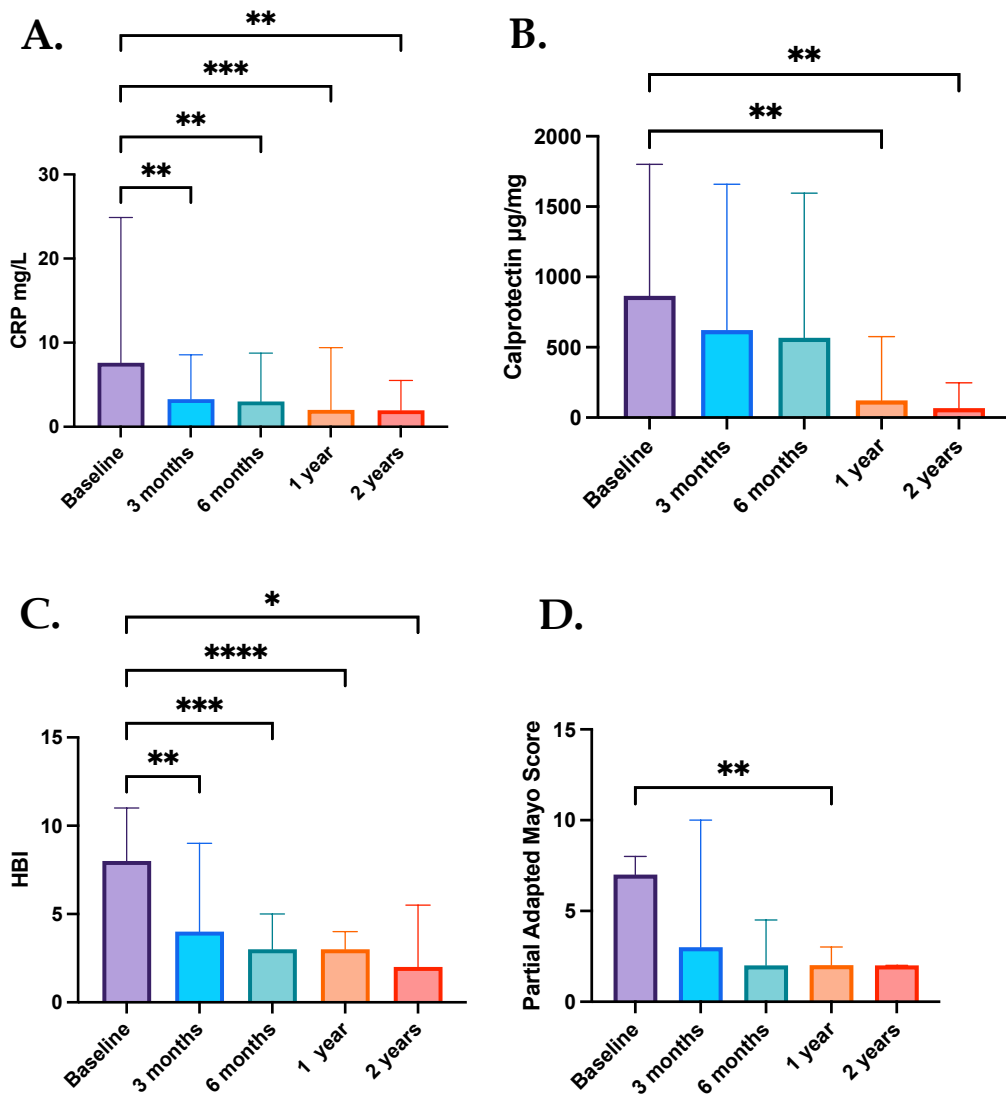 A.
**
***
**
**
30
20
10
0
CRP mg/L
Baseline
3 months
6 months
1 year
2 years
B.
**
**
2000
1500
1000
500
0
Calprotectin µg/mg
Baseline
3 months
6 months
1 year
2 years
C.
*
****
***
**
15
10
5
0
HBI
Baseline
3 months
6 months
1 year
2 years
D.
**
15
10
5
0
Partial Adapted Mayo Score
Baseline
3 months
6 months
1 year
2 years